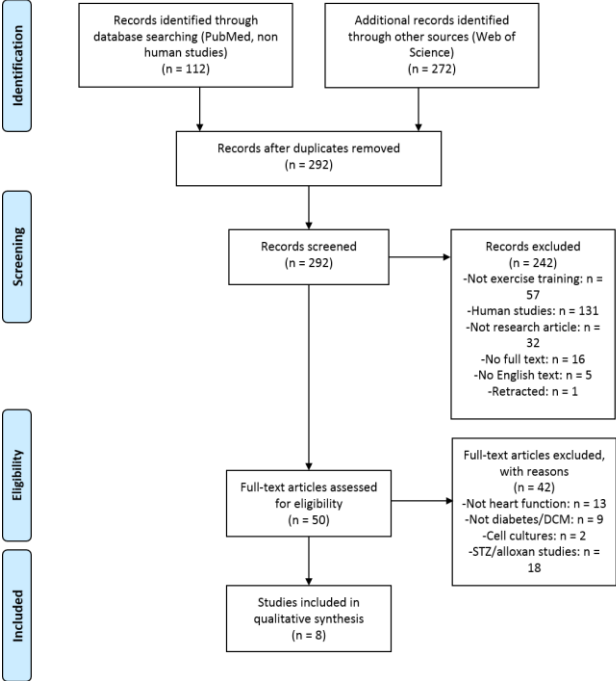 Identification
Records identified through
database searching (PubMed, non
human studies)
(n = 112)
Additional records identified
through other sources (Web of
Science)
(n = 272)
Records after duplicates removed
(n = 292)
Screening
Records screened
(n = 292)
Records excluded
(n = 242)
-Not exercise training: n =
57
-Human studies: n = 131
-Not research article: n =
32
-No full text: n = 16
-No English text: n = 5
-Retracted: n = 1
Eligibility
Full-text articles assessed
for eligibility
(n = 50)
Full-text articles excluded,
with reasons
(n = 42)
-Not heart function: n = 13
-Not diabetes/DCM: n = 9
-Cell cultures: n = 2
-STZ/alloxan studies: n =
18
Included
Studies included in
qualitative synthesis
(n = 8)